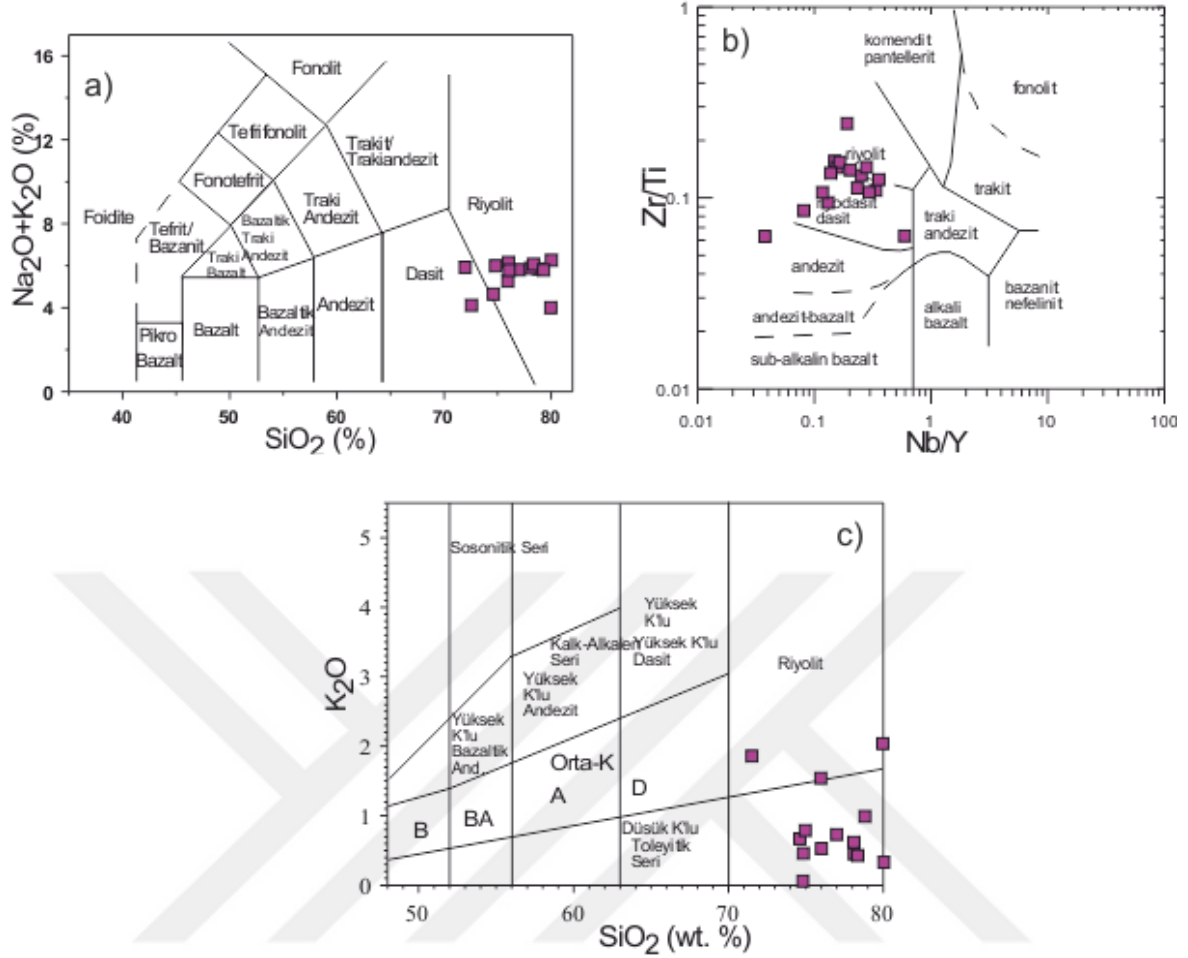 a)
Na₂O+K₂O (%)
16
12
8
4
0
40
50
60
70
80
SiO₂ (%)
Fonolit
Tefrifonolit
Trakit/
Trakiandezit
Fonotefrit
Foidite
Traki
Andezit
Riyolit
Tefrit/
Bazanit
Bazaltik
Traki
Andezit
Traki
Bazalt
Dasit
Pikro
Bazalt
Bazalt
Bazaltik
Andezit
Andezit
b)
Zr/Ti
1
0.1
0.01
0.01
0.1
1
10
100
Nb/Y
komendit
pantellerit
fonolit
riyolit
trakit
dasit
traki
andezit
andezit
bazanit
nefelinit
andezit-bazalt
alkali
bazalt
sub-alkalin bazalt
c)
K₂O
5
4
3
2
1
0
50
60
70
80
SiO₂ (wt. %)
Sosonitik Seri
Yüksek
K'lu
Kalk-Alkalen
Seri
Yüksek K'lu
Dasit
Riyolit
Yüksek
K'lu
Andezit
Yüksek
K'lu
Bazaltik
And.
Orta-K
B
BA
A
D
Düsük K'lu
Toleyitik
Seri